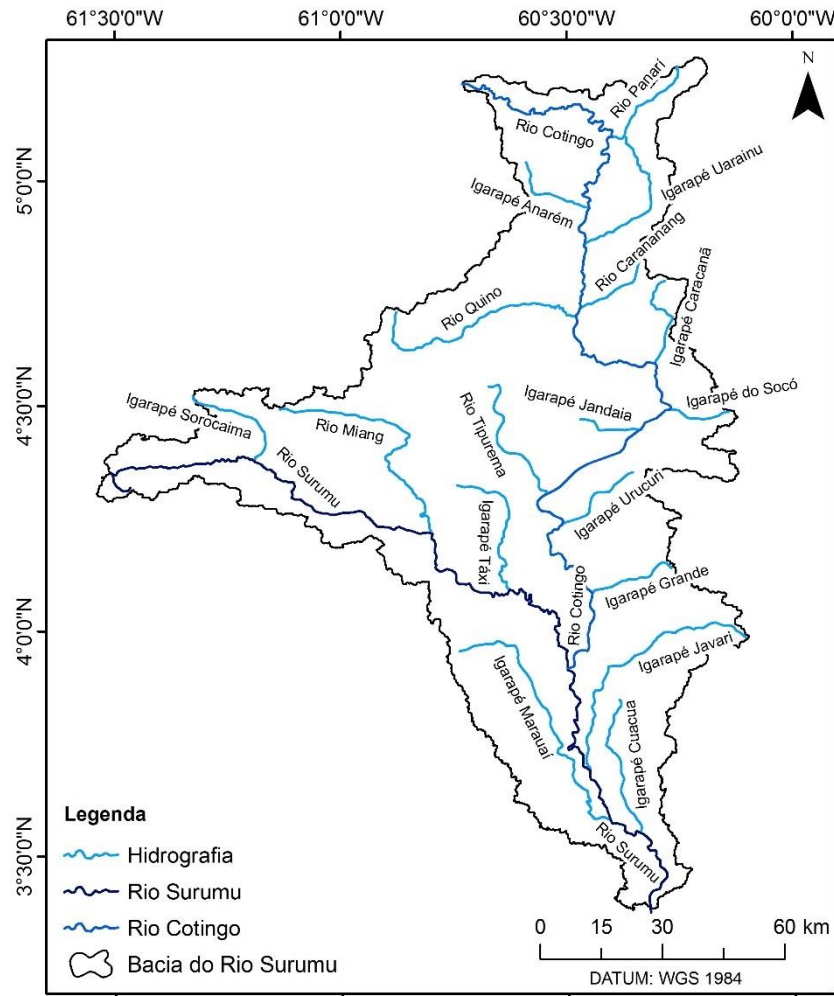 61°30'0"W
61°0'0"W
60°30'0"W
60°0'0"W
N
5°0'0"N
4°30'0"N
4°0'0"N
3°30'0"N
Rio Panarí
Rio Cotingo
Igarapé Uarainu
Igarapé Anarém
Rio Carananang
Igarapé Caracanã
Rio Quino
Igarapé Sorocaima
Rio Miang
Rio Surumu
Rio Tipurema
Igarapé Jandaia
Igarapé do Socó
Igarapé Urucuri
Igarapé Táxi
Rio Cotingo
Igarapé Grande
Igarapé Javari
Igarapé Marauaí
Igarapé Cuacua
Rio Surumu
Legenda
Hidrografia
Rio Surumu
Rio Cotingo
Bacia do Rio Surumu
0 15 30 60 km
DATUM: WGS 1984